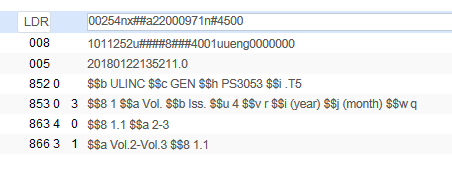 LDR 00254nx##a22000971n#4500
008 1011252u####8###4001uueng0000000
005 20180122135211.0
852 0 $$b ULINC $$c GEN $$h PS3053 $$i .T5
853 0 3 $$8 1 $$a Vol. $$b Iss. $$u 4 $$v r $$i (year) $$j (month) $$w q
863 4 0 $$8 1.1 $$a 2-3
866 3 1 $$a Vol.2-Vol.3 $$8 1.1